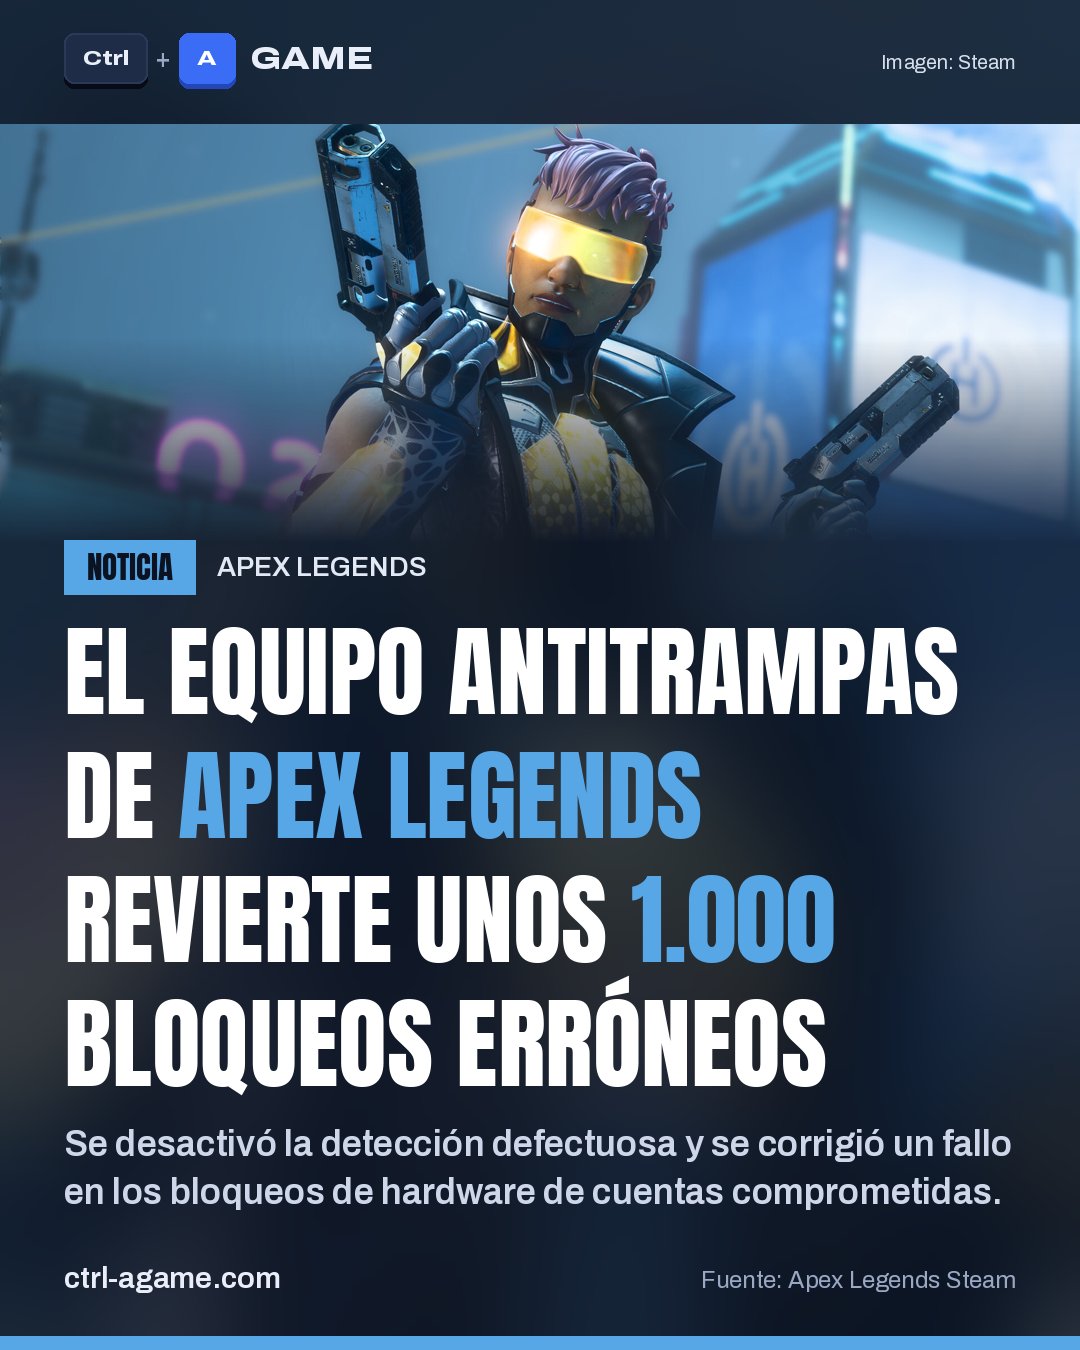 Ctrl + A GAME
Imagen: Steam
NOTICIA APEX LEGENDS
EL EQUIPO ANTITRAMPAS
DE APEX LEGENDS
REVIERTE UNOS 1.000
BLOQUEOS ERRÓNEOS
Se desactivó la detección defectuosa y se corrigió un fallo
en los bloqueos de hardware de cuentas comprometidas.
ctrl-agame.com
Fuente: Apex Legends Steam